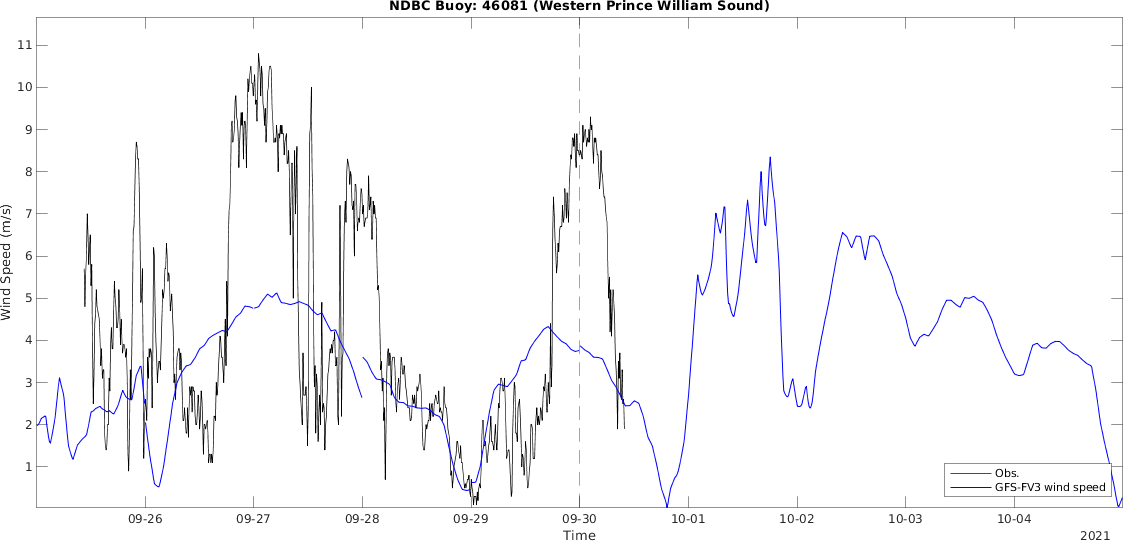 NDBC Buoy: 46081 (Western Prince William Sound)
11
10
9
8
7
6
5
4
3
2
1
Wind Speed (m/s)
Obs.
GFS-FV3 wind speed
09-26 09-27 09-28 09-29 09-30 10-01 10-02 10-03 10-04
Time
2021